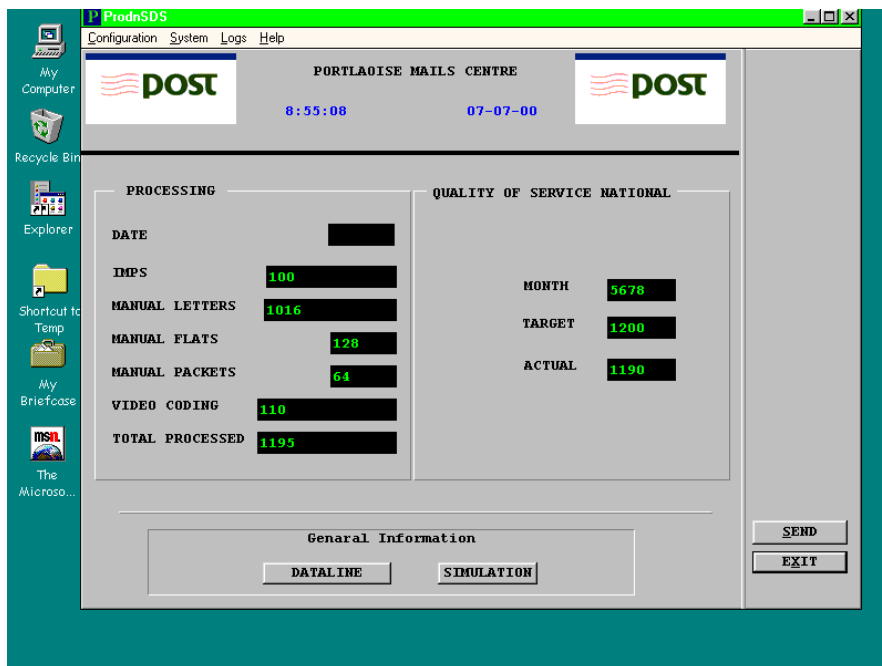 ProdnSDS
Configuration System Logs Help
My
Computer
Recycle Bin
Explorer
Shortcut to
Temp
My
Briefcase
msn.
The
Microso...
post
PORTLAOISE MAILS CENTRE
post
8:55:08 07-07-00
PROCESSING
DATE
IMPS 100
MANUAL LETTERS 1016
MANUAL FLATS 128
MANUAL PACKETS 64
VIDEO CODING 110
TOTAL PROCESSED 1195
QUALITY OF SERVICE NATIONAL
MONTH 5678
TARGET 1200
ACTUAL 1190
Genaral Information
DATALINE SIMULATION
SEND
EXIT